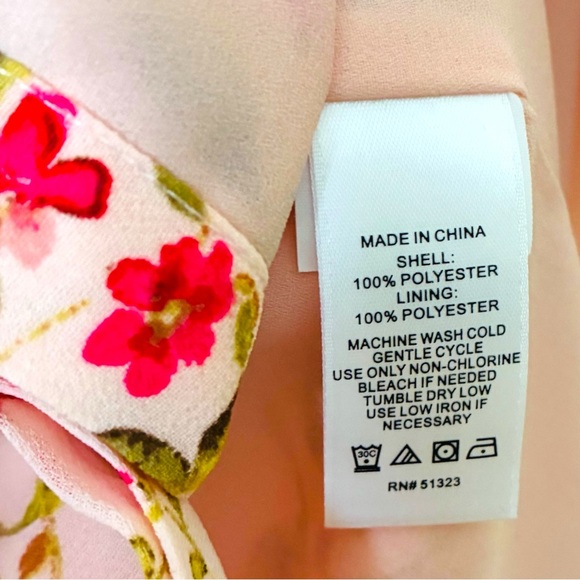 MADE IN CHINA
SHELL:
100% POLYESTER
LINING:
100% POLYESTER
MACHINE WASH COLD
GENTLE CYCLE
USE ONLY NON-CHLORINE
BLEACH IF NEEDED
TUMBLE DRY LOW
USE LOW IRON IF
NECESSARY
30C
RN# 51323